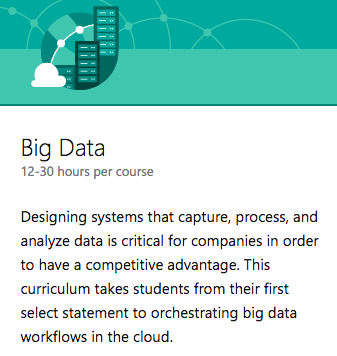 Big Data
12-30 hours per course
Designing systems that capture, process, and
analyze data is critical for companies in order
to have a competitive advantage. This
curriculum takes students from their first
select statement to orchestrating big data
workflows in the cloud.